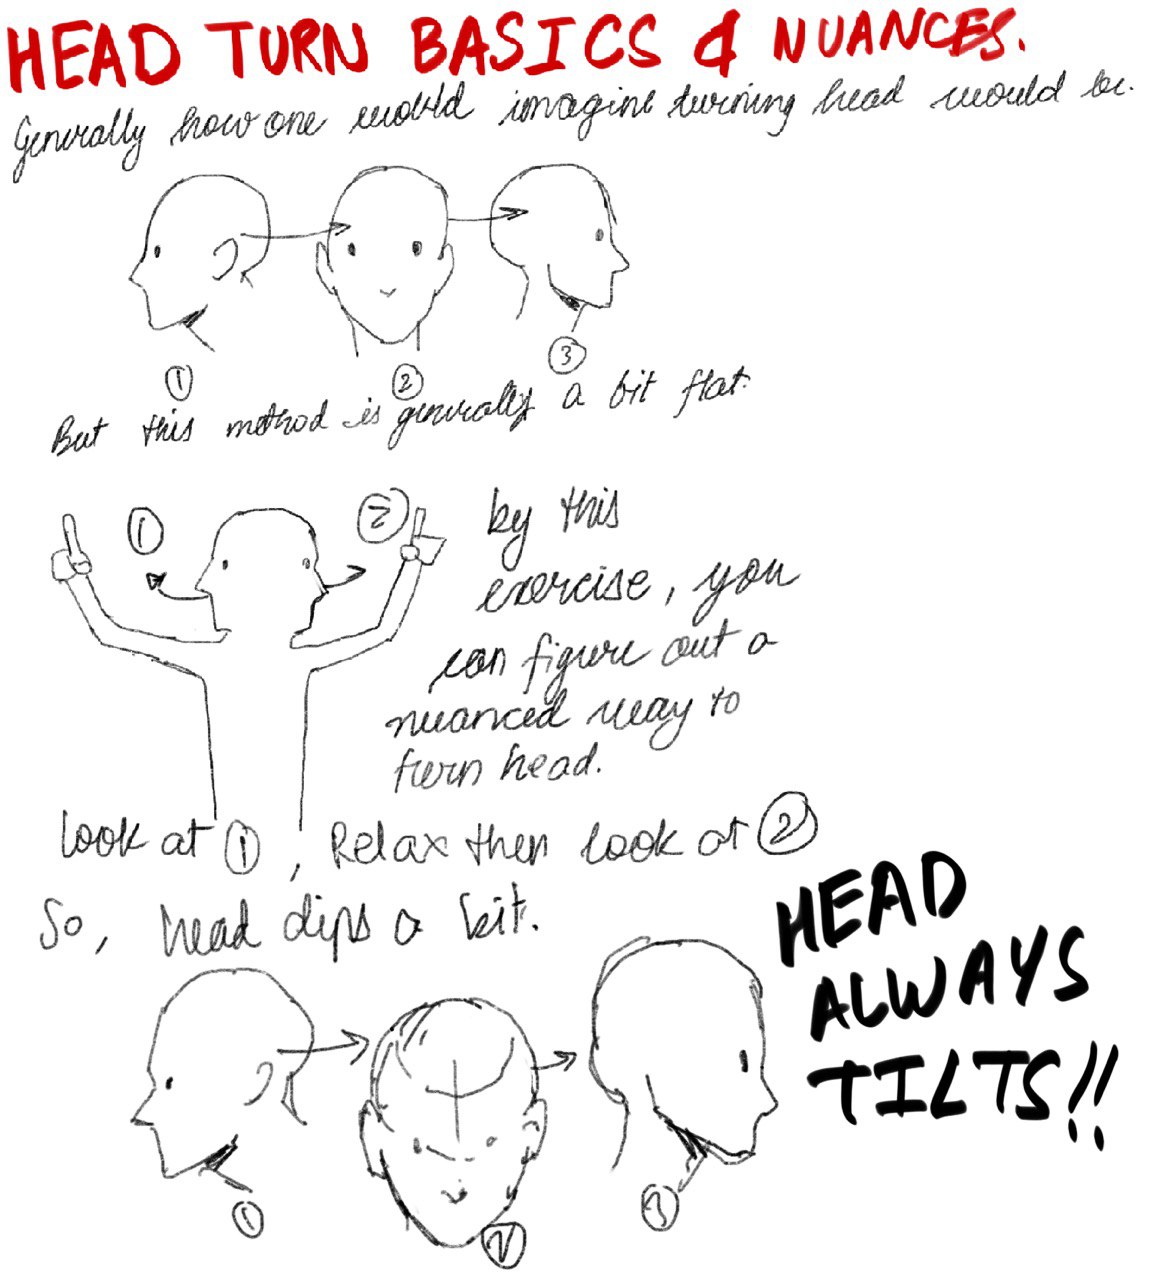 HEAD TURN BASICS & NUANCES.
Generally how one would imagine turning head would be.
1 2 3
But this method is generally a bit flat.
1 2
by this
exercise, you
can figure out a
nuanced way to
turn head.
Look at 1, Relax then look at 2
So, head dips a bit.
HEAD
ALWAYS
TILTS!!
1 2 3